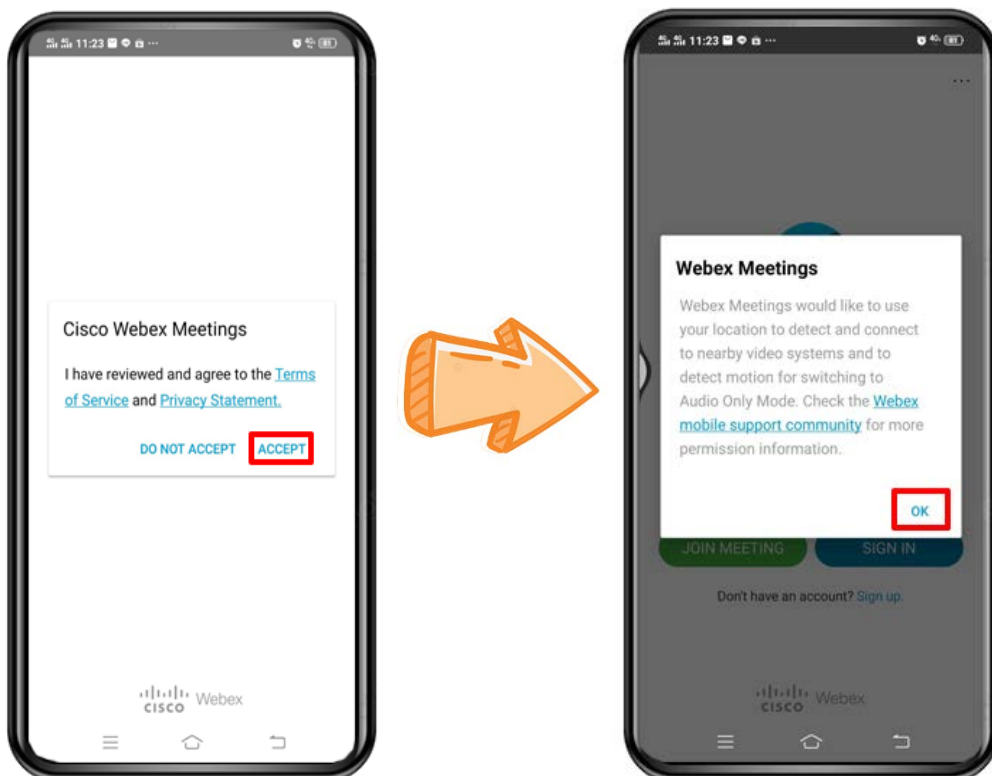 11:23 ...
Cisco Webex Meetings
I have reviewed and agree to the Terms
of Service and Privacy Statement.
DO NOT ACCEPT ACCEPT
cisco Webex
11:23 ...
...
Webex Meetings
Webex Meetings would like to use
your location to detect and connect
to nearby video systems and to
detect motion for switching to
Audio Only Mode. Check the Webex
mobile support community for more
permission information.
OK
JOIN MEETING SIGN IN
Don't have an account? Sign up.
cisco Webex